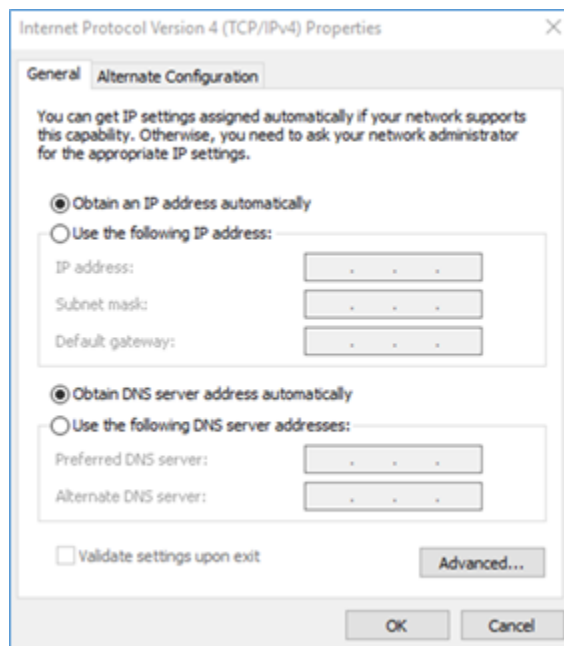 Internet Protocol Version 4 (TCP/IPv4) Properties
General
Alternate Configuration
You can get IP settings assigned automatically if your network supports
this capability. Otherwise, you need to ask your network administrator
for the appropriate IP settings.
Obtain an IP address automatically
Use the following IP address:
IP address:
Subnet mask:
Default gateway:
Obtain DNS server address automatically
Use the following DNS server addresses:
Preferred DNS server:
Alternate DNS server:
Validate settings upon exit
Advanced...
OK
Cancel